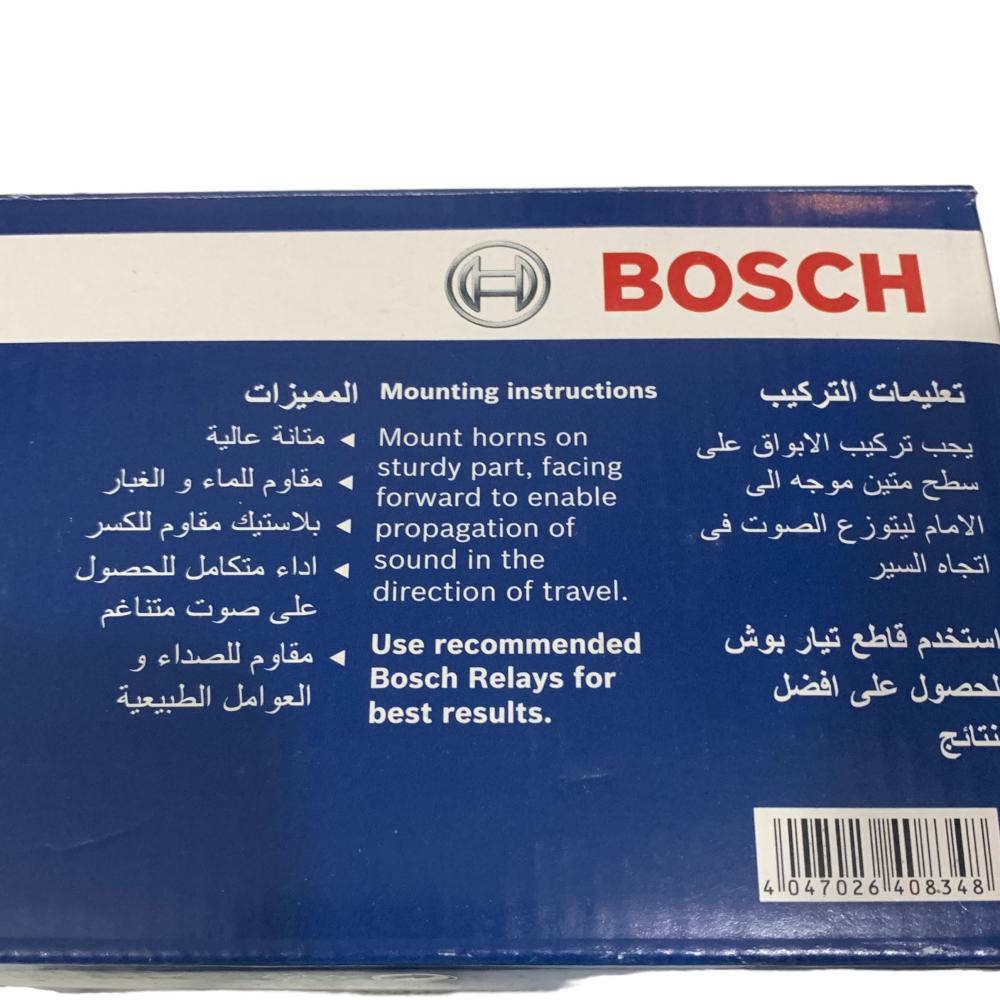 BOSCH
المميزات
متانة عالية
مقاوم للماء و الغبار
بلاستيك مقاوم للكسر
اداء متكامل للحصول
على صوت متناغم
مقاوم للصداء و
العوامل الطبيعية
Mounting instructions
Mount horns on
sturdy part, facing
forward to enable
propagation of
sound in the
direction of travel.
Use recommended
Bosch Relays for
best results.
تعليمات التركيب
يجب تركيب الابواق على
سطح متين موجه الى
الامام ليتوزع الصوت فى
اتجاه السير
استخدم قاطع تيار بوش
للحصول على افضل
نتائج
4 047026 408348